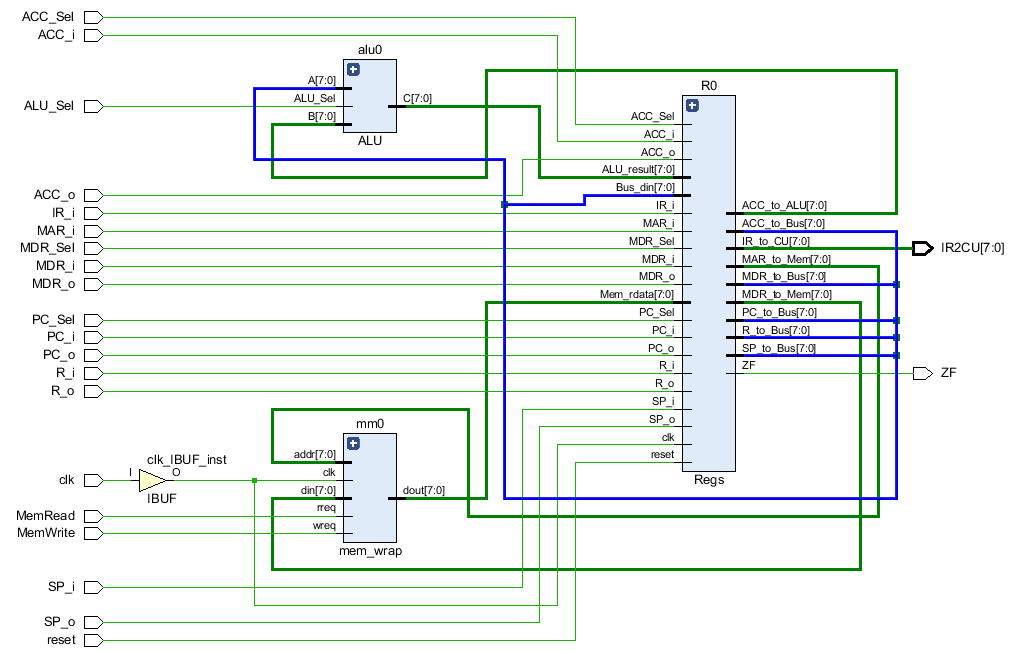 ACC_Sel
ACC_i
ALU_Sel
ACC_o
IR_i
MAR_i
MDR_Sel
MDR_i
MDR_o
PC_Sel
PC_i
PC_o
R_i
R_o
clk
MemRead
MemWrite
SP_i
SP_o
reset
alu0
A[7:0]
ALU_Sel
B[7:0]
C[7:0]
ALU
clk_IBUF_inst
I
O
IBUF
mm0
addr[7:0]
clk
din[7:0]
rreq
wreq
dout[7:0]
mem_wrap
R0
ACC_Sel
ACC_i
ACC_o
ALU_result[7:0]
Bus_din[7:0]
IR_i
MAR_i
MDR_Sel
MDR_i
MDR_o
Mem_rdata[7:0]
PC_Sel
PC_i
PC_o
R_i
R_o
SP_i
SP_o
clk
reset
ACC_to_ALU[7:0]
ACC_to_Bus[7:0]
IR_to_CU[7:0]
MAR_to_Mem[7:0]
MDR_to_Bus[7:0]
MDR_to_Mem[7:0]
PC_to_Bus[7:0]
R_to_Bus[7:0]
SP_to_Bus[7:0]
ZF
Regs
IR2CU[7:0]
ZF